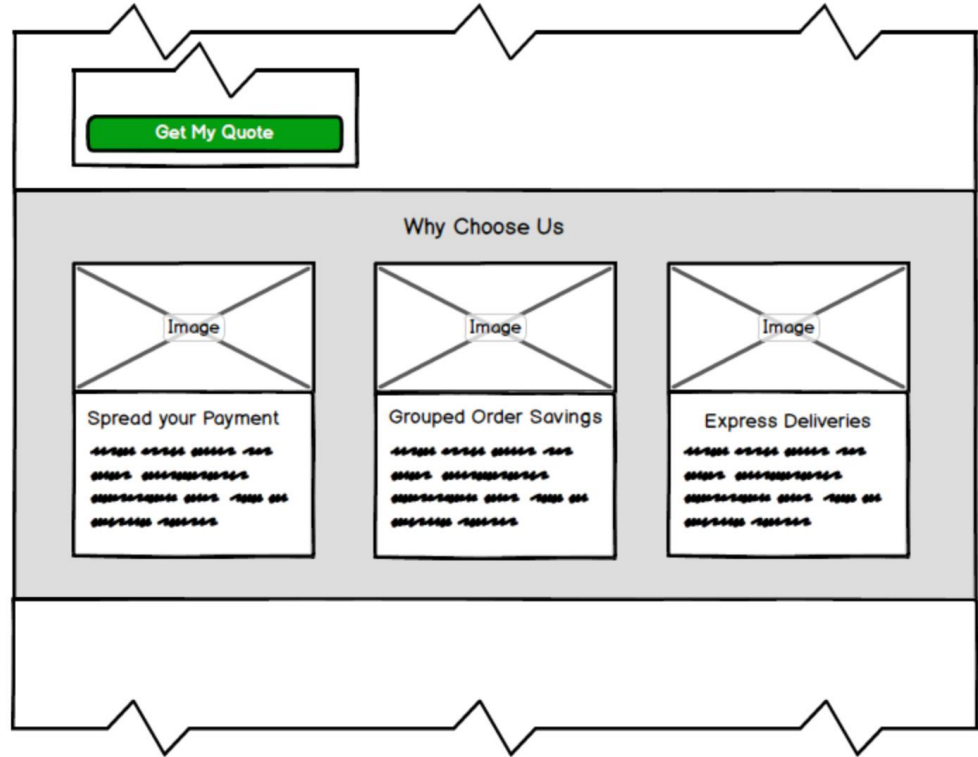 Get My Quote
Why Choose Us
Image
Image
Image
Spread your Payment
Grouped Order Savings
Express Deliveries